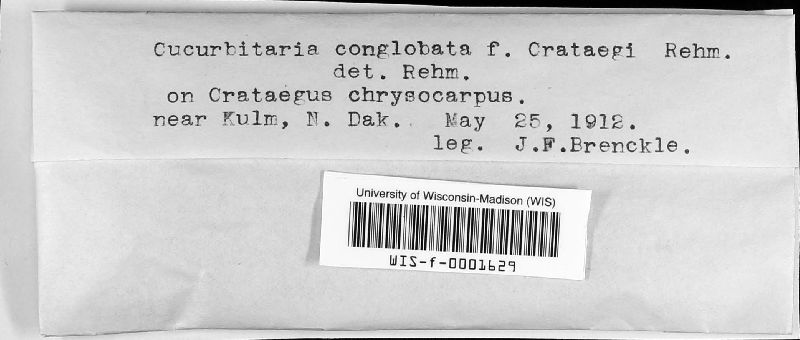 Cucurbitaria conglobata f. Crataegi Rehm.
det. Rehm.
on Crataegus chrysocarpus.
near Kulm, N. Dak. May 25, 1912.
leg. J.F.Brenckle.
University of Wisconsin-Madison (WIS)
WIS-f-0001629